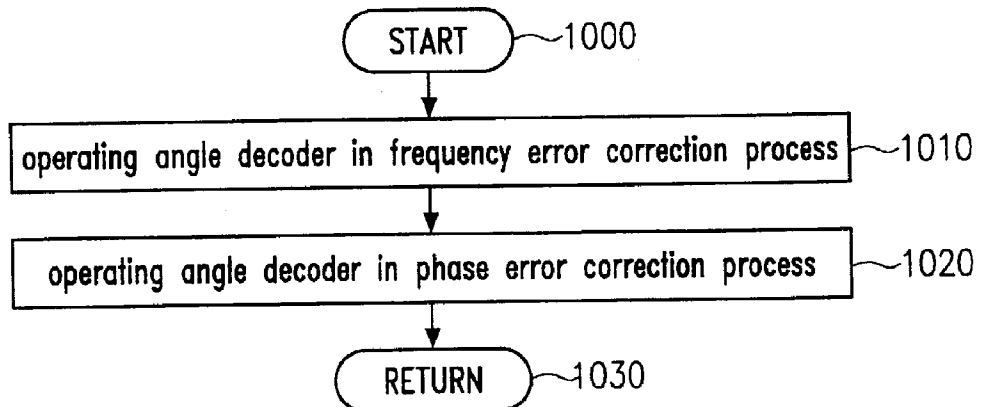 START 1000
operating angle decoder in frequency error correction process 1010
operating angle decoder in phase error correction process 1020
RETURN 1030